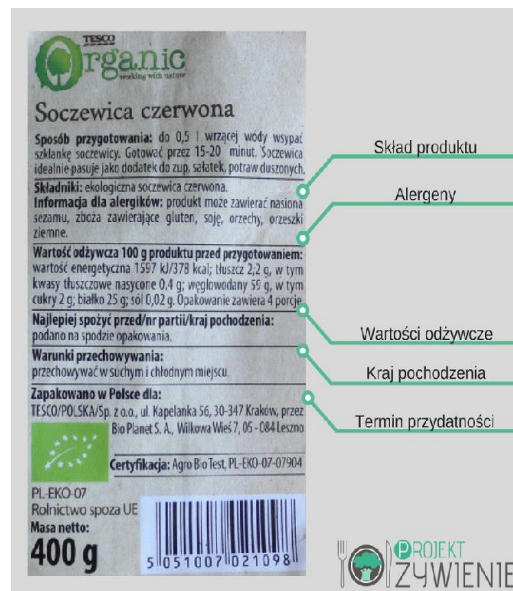 TESCO
Organic
working with nature
Soczewica czerwona
Sposób przygotowania: do 0,5 l wrzącej wody wsypać
szklankę soczewicy. Gotować przez 15-20 minut. Soczewica
idealnie pasuje jako dodatek do zup, sałatek, potraw duszonych.
Składniki: ekologiczna soczewica czerwona.
Informacja dla alergików: produkt może zawierać nasiona
sezamu, zboża zawierające gluten, soję, orzechy, orzeszki
ziemne.
Wartość odżywcza 100 g produktu przed przygotowaniem:
wartość energetyczna 1597 kJ/378 kcal; tłuszcz 2,2 g, w tym
kwasy tłuszczowe nasycone 0,4 g; węglowodany 59 g, w tym
cukry 2 g; białko 25 g; sól 0,02 g. Opakowanie zawiera 4 porcje.
Najlepiej spożyć przed/nr partii/kraj pochodzenia:
podano na spodzie opakowania.
Warunki przechowywania:
przechowywać w suchym i chłodnym miejscu.
Zapakowano w Polsce dla:
TESCO/POLSKA/Sp. z o.o., ul. Kapelanka 56, 30-347 Kraków, przez
Bio Planet S. A., Wilkowa Wieś 7, 05 - 084 Leszno
Certyfikacja: Agro Bio Test, PL-EKO-07-07904
PL-EKO-07
Rolnictwo spoza UE
Masa netto:
400 g
5 051007 021098
Skład produktu
Alergeny
Wartości odżywcze
Kraj pochodzenia
Termin przydatności
PROJEKT
ŻYWIENIE